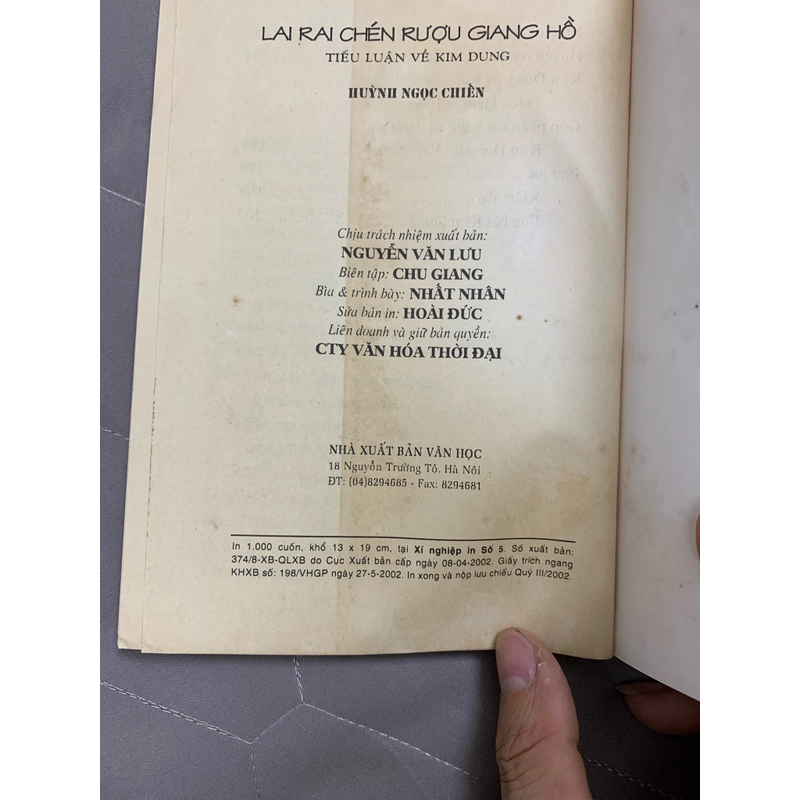 LAI RAI CHÉN RƯỢU GIANG HỒ
TIỂU LUẬN VỀ KIM DUNG
HUỲNH NGỌC CHIẾN
Chịu trách nhiệm xuất bản:
NGUYỄN VĂN LƯU
Biên tập: CHU GIANG
Bìa & trình bày: NHẤT NHÂN
Sửa bản in: HOÀI ĐỨC
Liên doanh và giữ bản quyền:
CTY VĂN HÓA THỜI ĐẠI
NHÀ XUẤT BẢN VĂN HỌC
18 Nguyễn Trường Tộ, Hà Nôi
ĐT: (04)8294685 - Fax: 8294681
In 1.000 cuốn, khổ 13 x 19 cm, tại Xí nghiệp in Số 5. Số xuất bản:
374/8-XB-QLXB do Cục Xuất bản cấp ngày 08-04-2002. Giấy trích ngang
KHXB số: 198/VHGP ngày 27-5-2002. In xong và nộp lưu chiểu Quý III/2002.